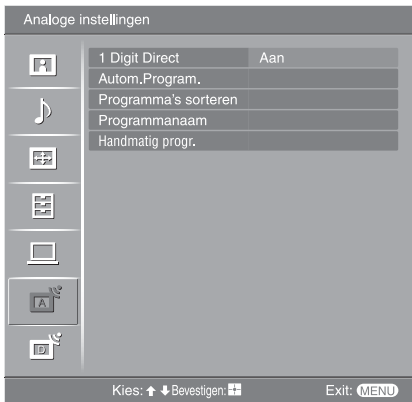 Analoge instellingen
1 Digit Direct Aan
Autom.Program.
Programma's sorteren
Programmanaam
Handmatig progr.
A
D
Kies: Bevestigen: Exit: MENU